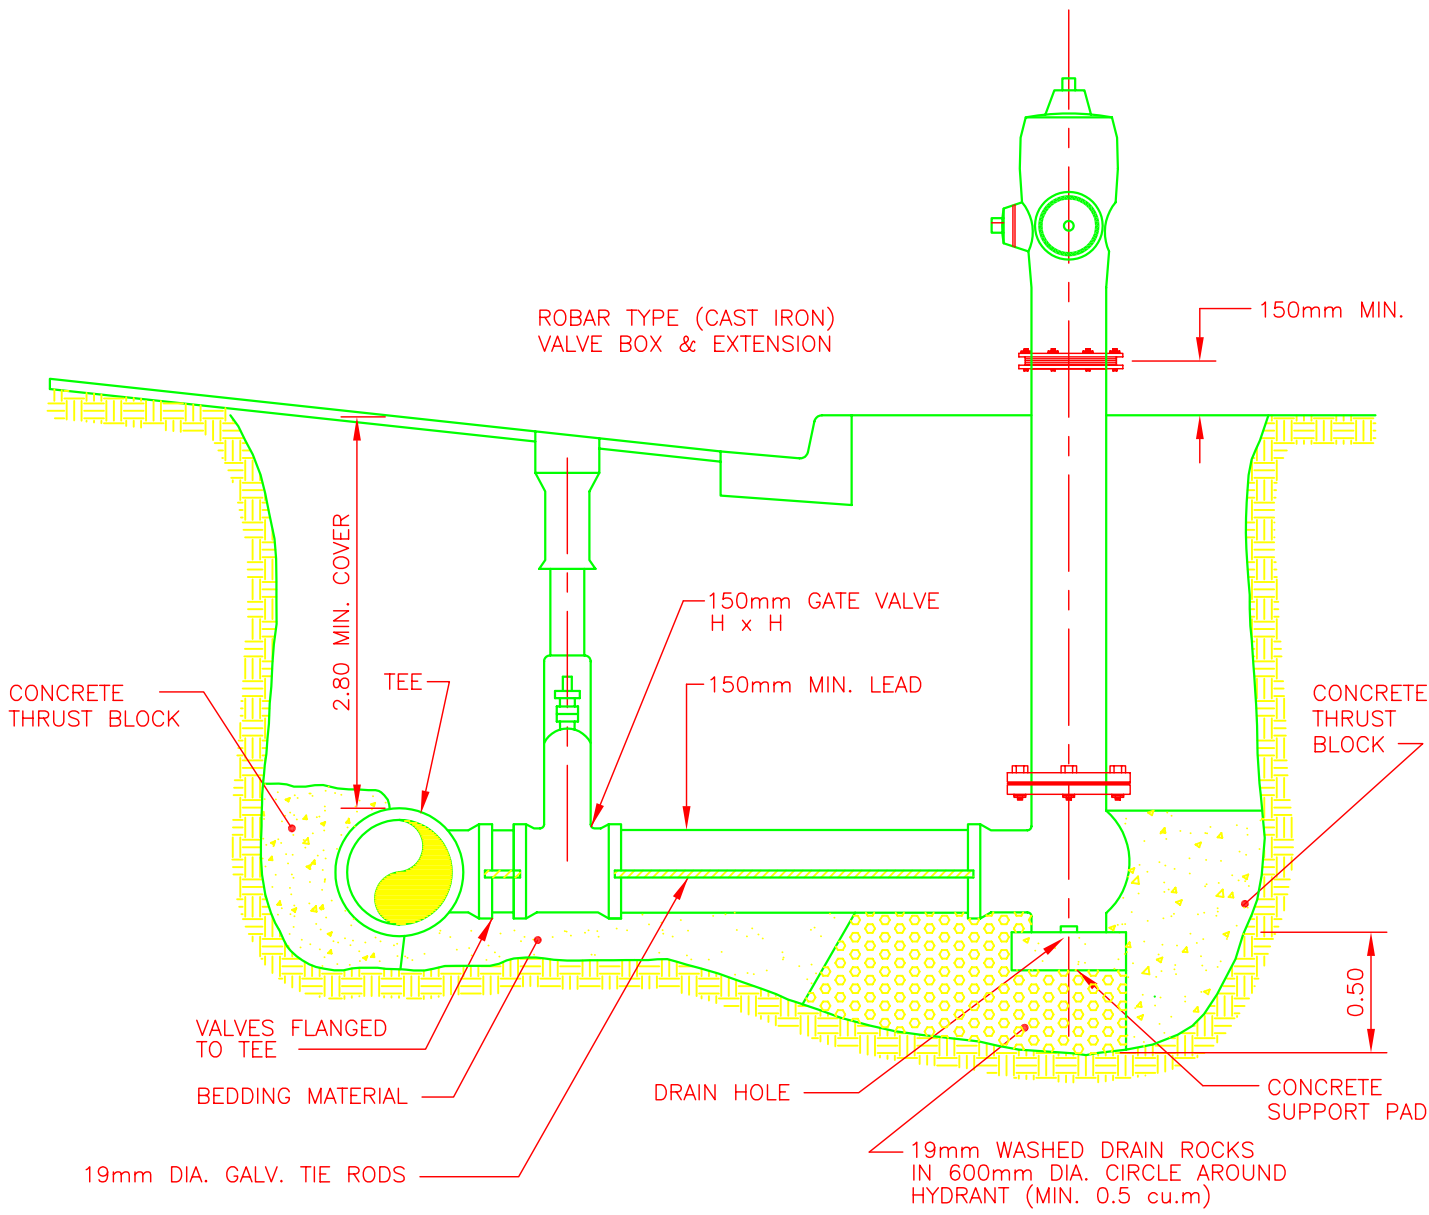 ROBAR TYPE (CAST IRON)
VALVE BOX & EXTENSION
150mm MIN.
2.80 MIN. COVER
150mm GATE VALVE
H x H
TEE
150mm MIN. LEAD
CONCRETE
THRUST BLOCK
CONCRETE
THRUST
BLOCK
0.50
VALVES FLANGED
TO TEE
BEDDING MATERIAL
DRAIN HOLE
CONCRETE
SUPPORT PAD
19mm DIA. GALV. TIE RODS
19mm WASHED DRAIN ROCKS
IN 600mm DIA. CIRCLE AROUND
HYDRANT (MIN. 0.5 cu.m)